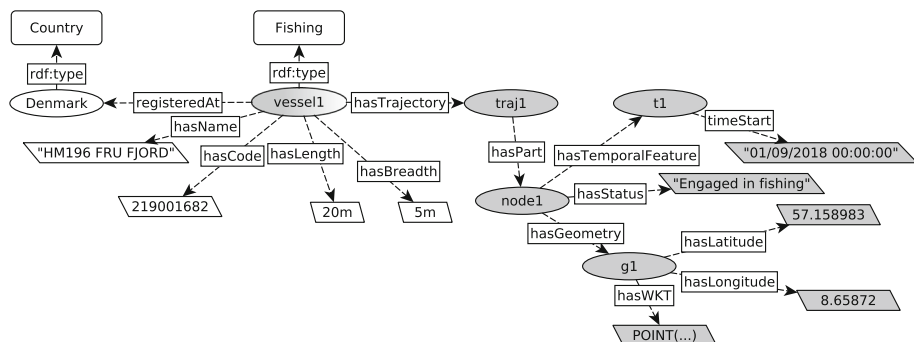 Country
Fishing
rdf:type
rdf:type
Denmark
registeredAt
vessel1
hasTrajectory
traj1
t1
hasName
timeStart
"HM196 FRU FJORD"
hasCode
hasLength
hasPart
hasTemporalFeature
"01/09/2018 00:00:00"
hasBreadth
"Engaged in fishing"
hasStatus
219001682
20m
5m
node1
57.158983
hasGeometry
hasLatitude
g1
hasLongitude
hasWKT
8.65872
POINT(...)